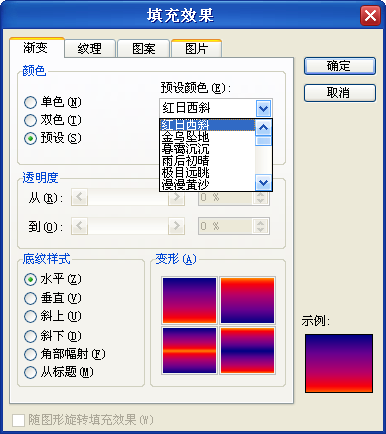 填充效果
渐变 纹理 图案 图片
确定
取消
颜色
单色(N)
双色(T)
预设(S)
预设颜色(E):
红日西斜
红日西斜
金乌坠地
暮霭沉沉
雨后初晴
极目远眺
漫漫黄沙
透明度
从(R): 0 %
到(O): 0 %
底纹样式
水平(Z)
垂直(V)
斜上(U)
斜下(D)
角部幅射(F)
从标题(M)
变形(A)
示例:
随图形旋转填充效果(W)